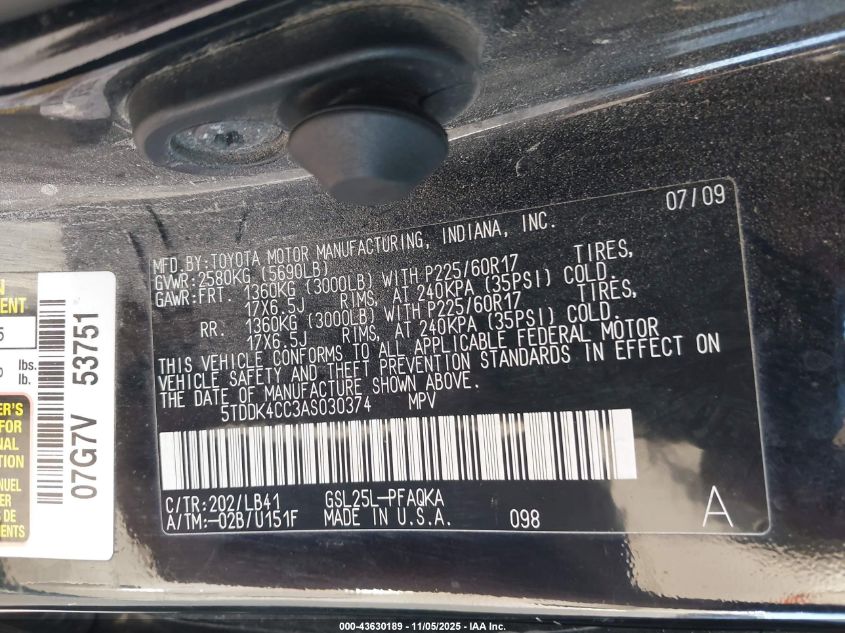 07/09
MFD.BY:TOYOTA MOTOR MANUFACTURING, INDIANA, INC.
GVWR: 2580KG (5690LB)
GAWR:FRT. 1360KG (3000LB) WITH P225/60R17 TIRES,
17X6.5J RIMS, AT 240KPA (35PSI) COLD.
RR. 1360KG (3000LB) WITH P225/60R17 TIRES,
17X6.5J RIMS, AT 240KPA (35PSI) COLD.
THIS VEHICLE CONFORMS TO ALL APPLICABLE FEDERAL MOTOR
VEHICLE SAFETY AND THEFT PREVENTION STANDARDS IN EFFECT ON
THE DATE OF MANUFACTURE SHOWN ABOVE.
5TDDK4CC3AS030374 MPV
C/TR:202/LB41 GSL25L-PFAQKA
A/TM:-02B/U151F MADE IN U.S.A. 098 A
lbs.
lb.
FOR
07G7V 53751
000-43630189 - 11/05/2025 - IAA Inc.